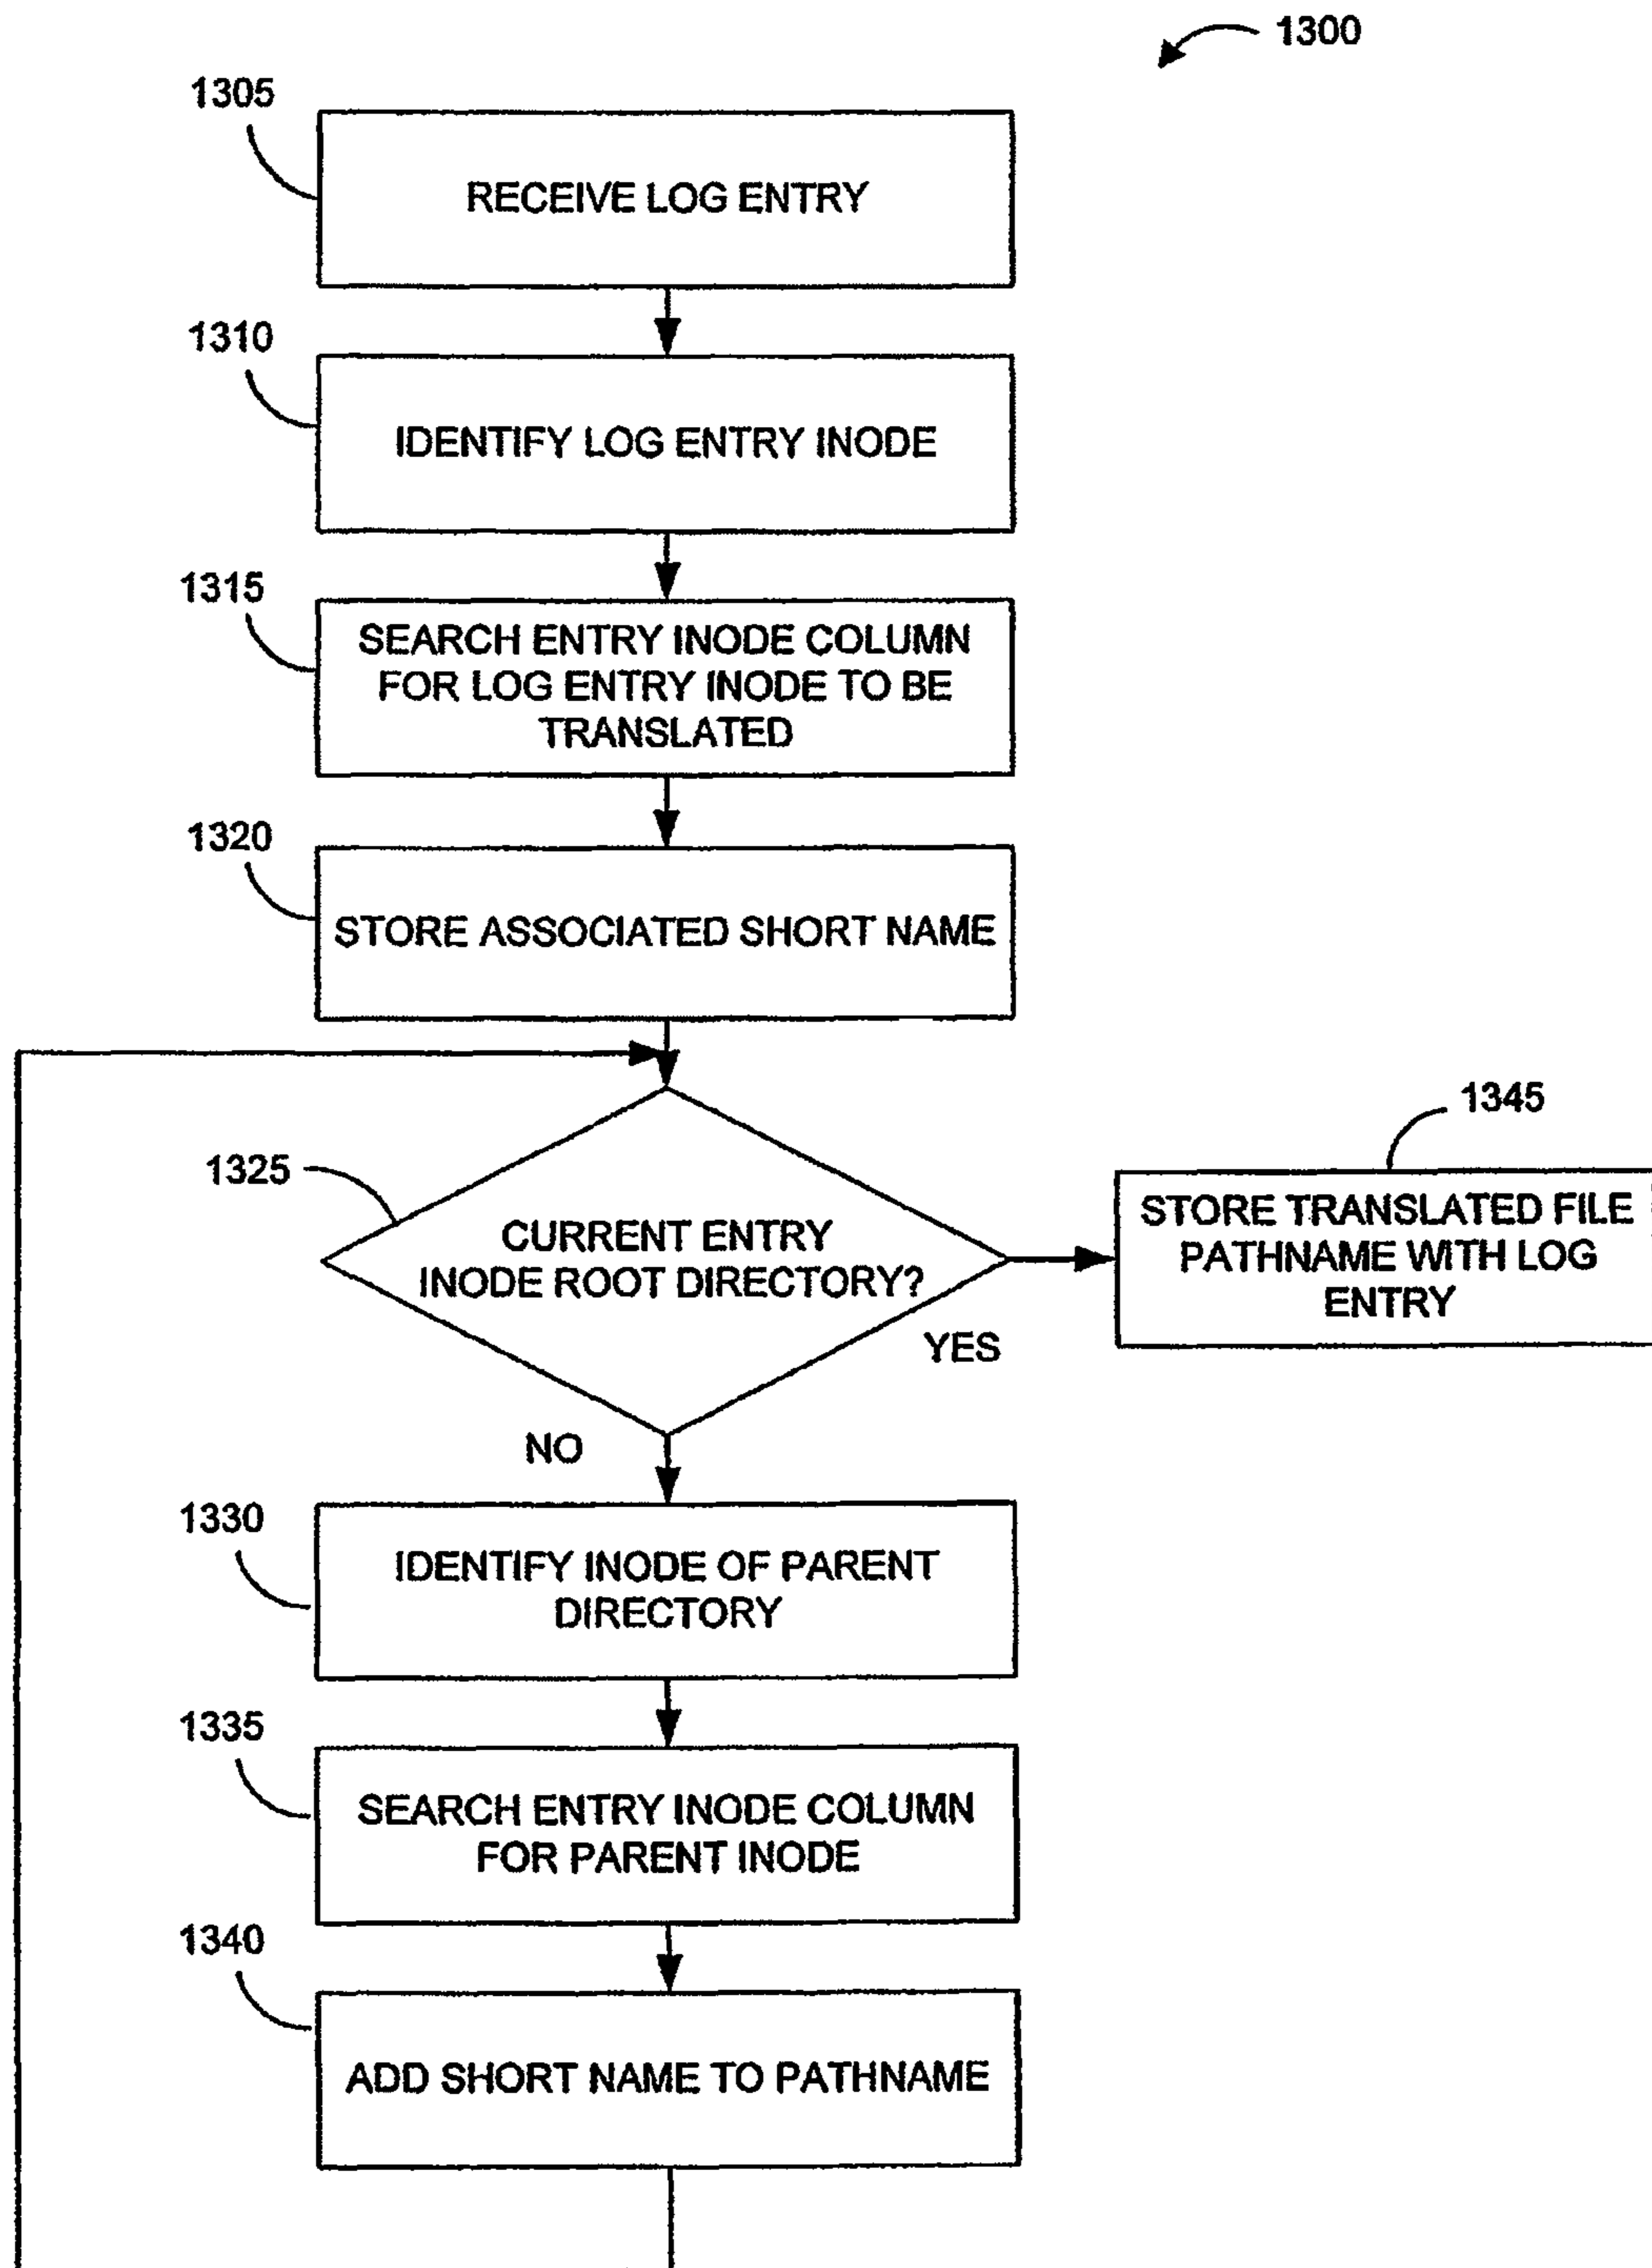 1300
1305
RECEIVE LOG ENTRY
1310
IDENTIFY LOG ENTRY INODE
1315
SEARCH ENTRY INODE COLUMN
FOR LOG ENTRY INODE TO BE
TRANSLATED
1320
STORE ASSOCIATED SHORT NAME
1325
CURRENT ENTRY
INODE ROOT DIRECTORY?
YES
1345
STORE TRANSLATED FILE
PATHNAME WITH LOG
ENTRY
NO
1330
IDENTIFY INODE OF PARENT
DIRECTORY
1335
SEARCH ENTRY INODE COLUMN
FOR PARENT INODE
1340
ADD SHORT NAME TO PATHNAME